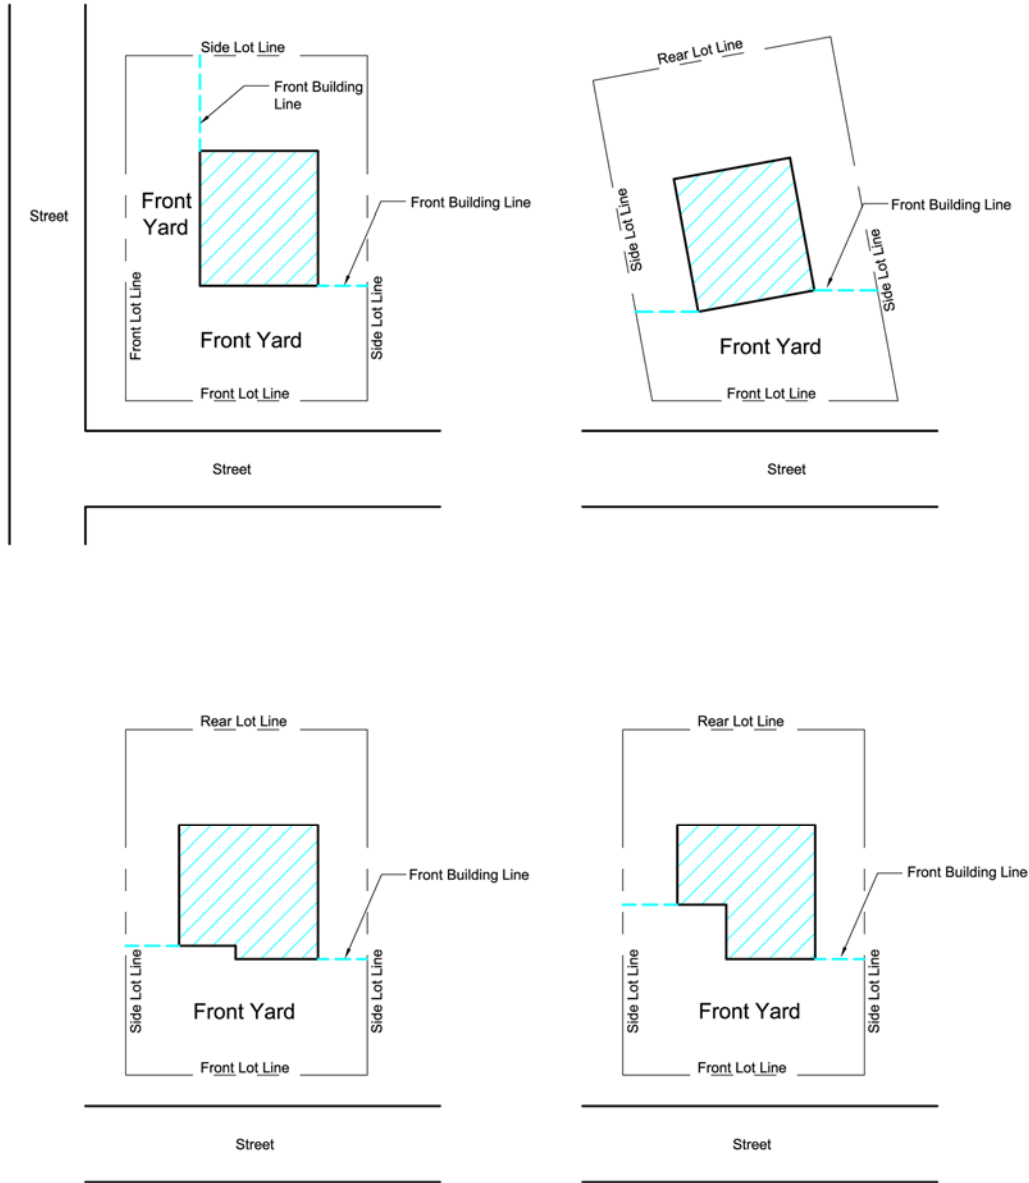 Side Lot Line
Front Building
Line
Front
Yard
Street
Front Building Line
Front Lot Line
Side Lot Line
Front Yard
Front Lot Line
Street
Rear Lot Line
Side Lot Line
Front Building Line
Side Lot Line
Front Yard
Front Lot Line
Street
Rear Lot Line
Front Building Line
Side Lot Line
Side Lot Line
Front Yard
Front Lot Line
Street
Rear Lot Line
Front Building Line
Side Lot Line
Side Lot Line
Front Yard
Front Lot Line
Street